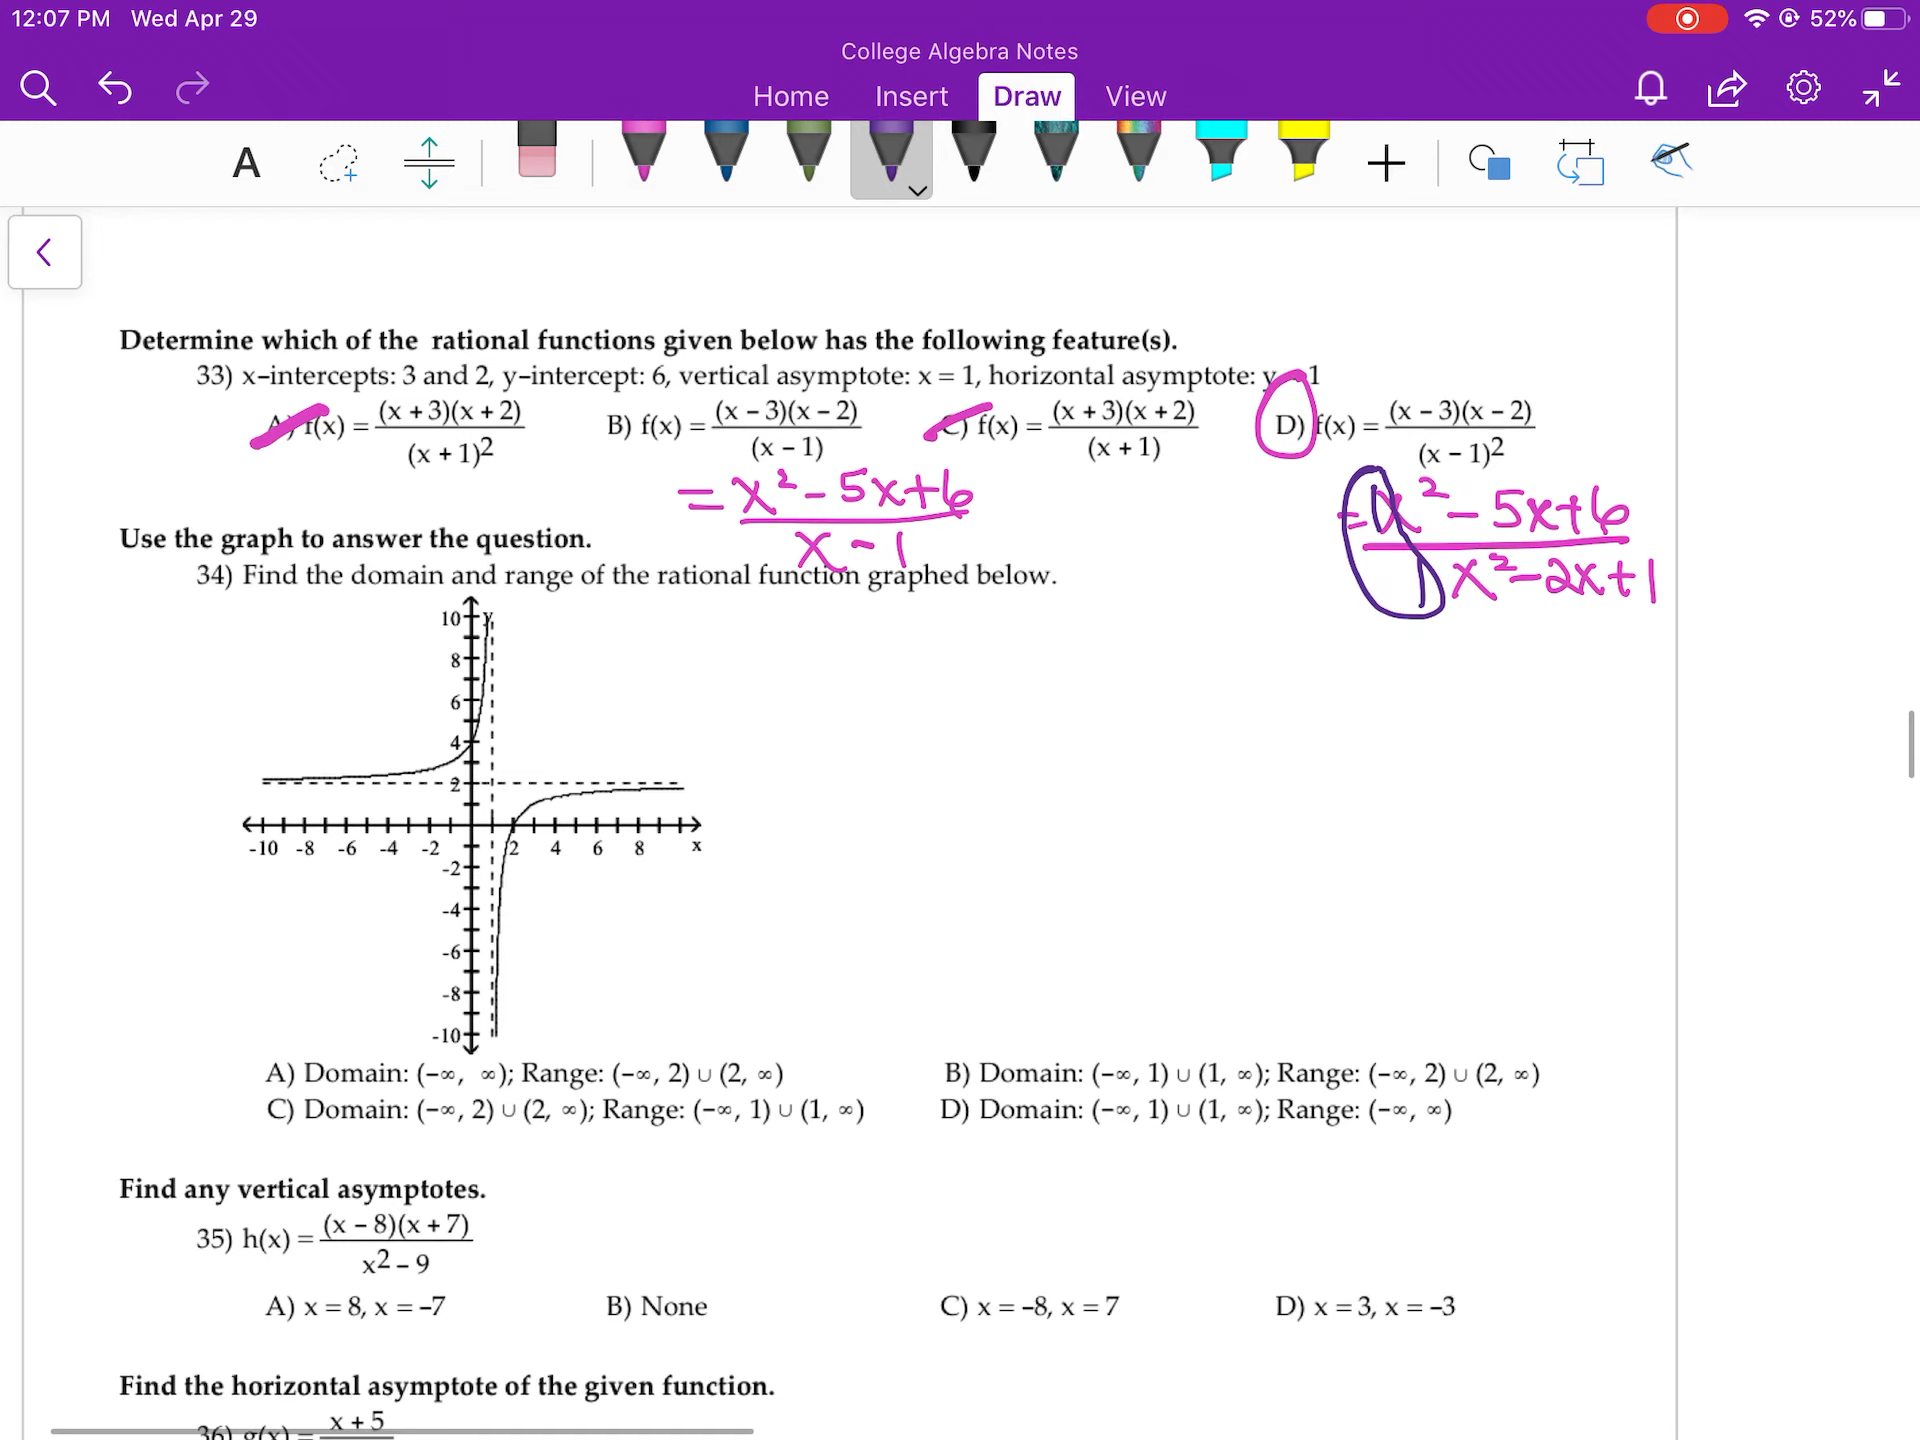 12:07 PM Wed Apr 29
52%
College Algebra Notes
Home Insert Draw View
A
Determine which of the rational functions given below has the following feature(s).
33) x-intercepts: 3 and 2, y-intercept: 6, vertical asymptote: x = 1, horizontal asymptote: y 1
A) f(x) = (x + 3)(x + 2) / (x + 1)2 B) f(x) = (x - 3)(x - 2) / (x - 1) C) f(x) = (x + 3)(x + 2) / (x + 1) D) f(x) = (x - 3)(x - 2) / (x - 1)2
= x² - 5x + 6 / x - 1
= x² - 5x + 6 / x² - 2x + 1
Use the graph to answer the question.
34) Find the domain and range of the rational function graphed below.
10 y
8
6
4
2
-10 -8 -6 -4 -2 2 4 6 8 x
-2
-4
-6
-8
-10
A) Domain: (-∞, ∞); Range: (-∞, 2) ∪ (2, ∞) B) Domain: (-∞, 1) ∪ (1, ∞); Range: (-∞, 2) ∪ (2, ∞)
C) Domain: (-∞, 2) ∪ (2, ∞); Range: (-∞, 1) ∪ (1, ∞) D) Domain: (-∞, 1) ∪ (1, ∞); Range: (-∞, ∞)
Find any vertical asymptotes.
35) h(x) = (x - 8)(x + 7) / x2 - 9
A) x = 8, x = -7 B) None C) x = -8, x = 7 D) x = 3, x = -3
Find the horizontal asymptote of the given function.
36) g(x) = x + 5